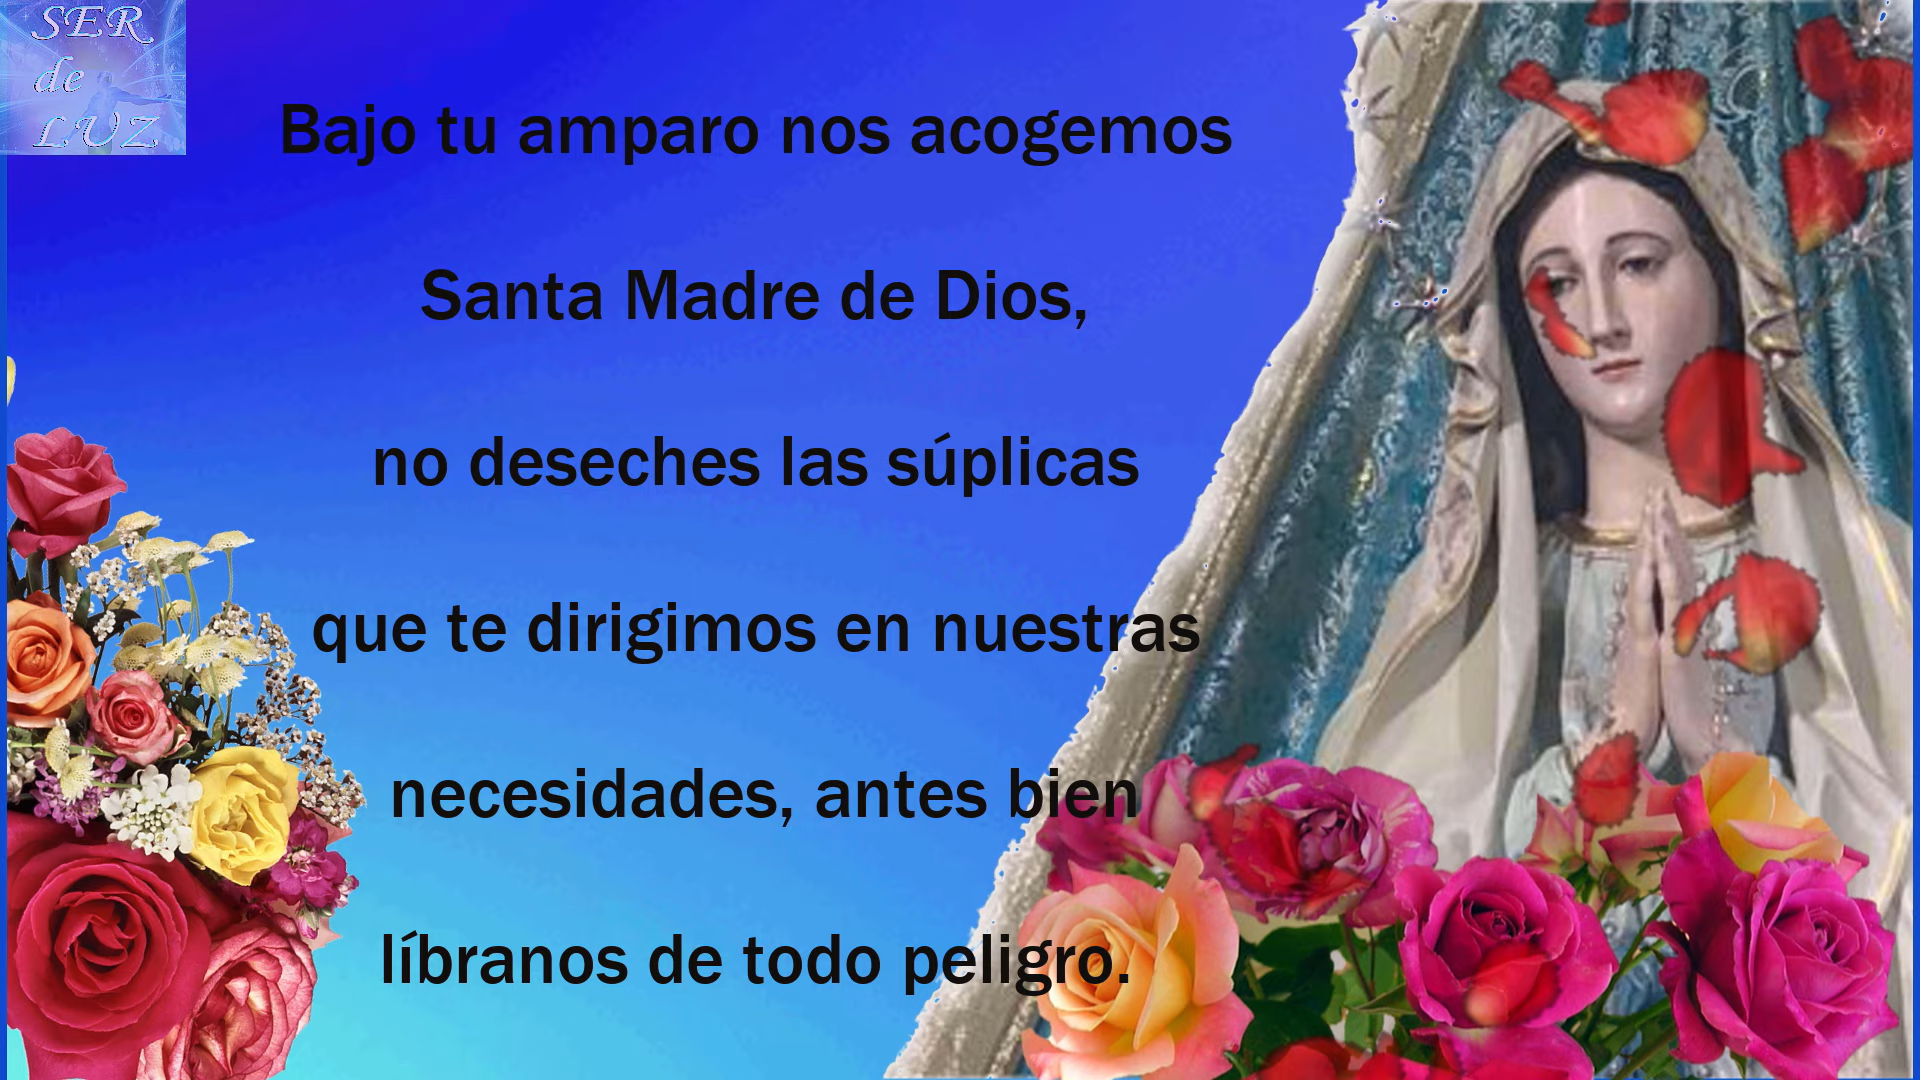 SER
de
LUZ
Bajo tu amparo nos acogemos
Santa Madre de Dios,
no deseches las súplicas
que te dirigimos en nuestras
necesidades, antes bien
líbranos de todo peligro.